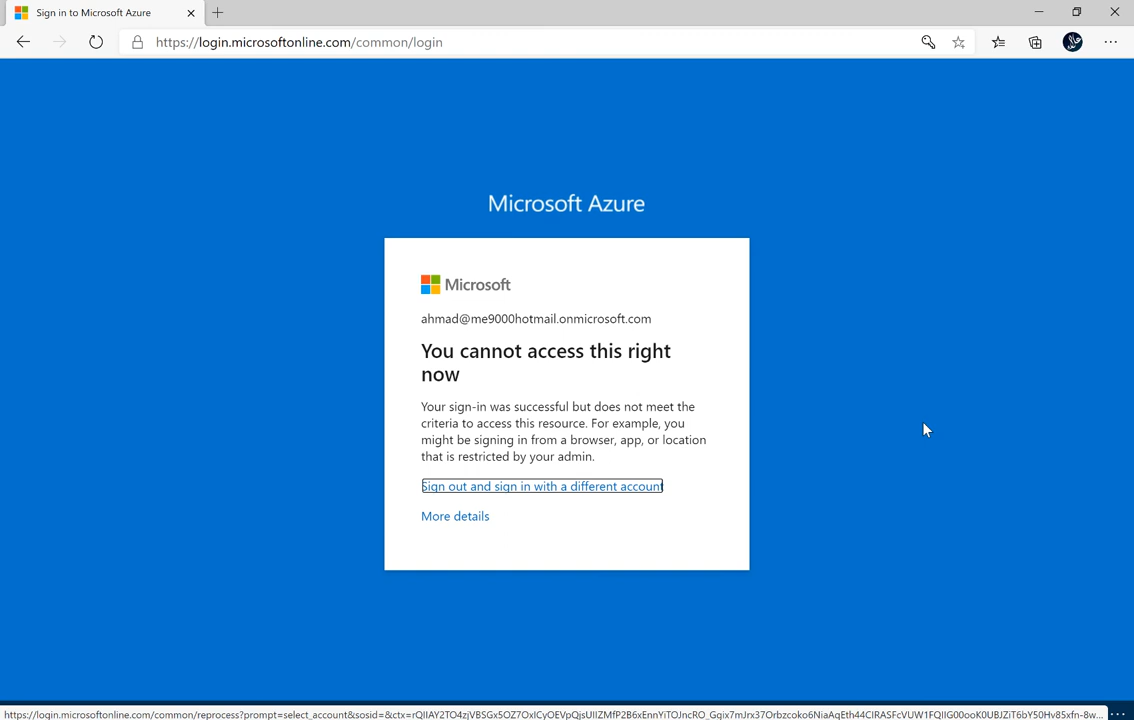 Sign in to Microsoft Azure
https://login.microsoftonline.com/common/login
Microsoft Azure
Microsoft
ahmad@me9000hotmail.onmicrosoft.com
You cannot access this right
now
Your sign-in was successful but does not meet the
criteria to access this resource. For example, you
might be signing in from a browser, app, or location
that is restricted by your admin.
Sign out and sign in with a different account
More details